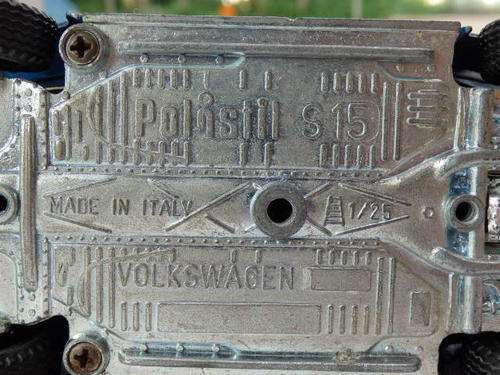 Polistil S 15
MADE IN ITALY 1/25
VOLKSWAGEN